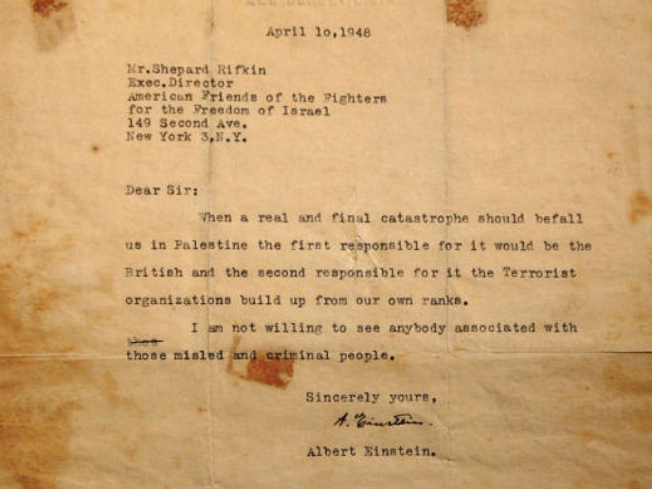 April 10,1948
Mr.Shepard Rifkin
Exec.Director
American Friends of the Fighters
for the Freedom of Israel
149 Second Ave.
New York 3,N.Y.
Dear Sir:
When a real and final catastrophe should befall
us in Palestine the first responsible for it would be the
British and the second responsible for it the Terrorist
organizations build up from our own ranks.
I am not willing to see anybody associated with
those misled and criminal people.
Sincerely yours,
A. Einstein.
Albert Einstein.